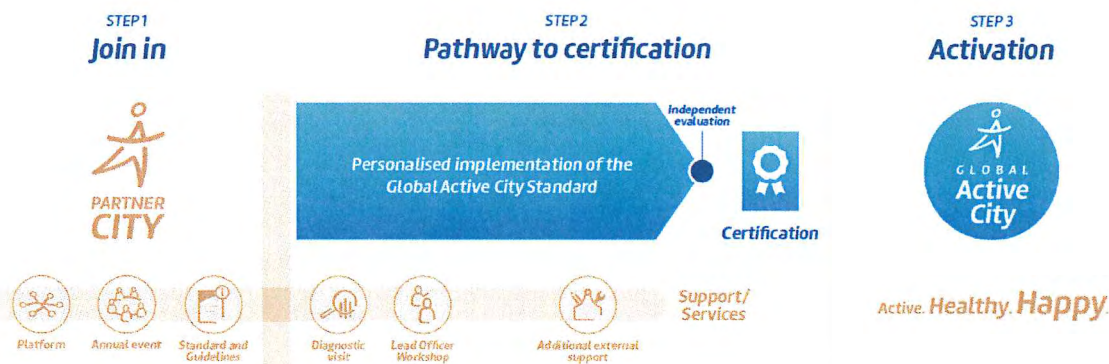 STEP 1
Join in
PARTNER
CITY
Platform
Annual event
Standard and
Guidelines
STEP 2
Pathway to certification
Personalised implementation of the
Global Active City Standard
Independent
evaluation
Certification
Diagnostic
visit
Lead Officer
Workshop
Additional external
support
Support/
Services
STEP 3
Activation
GLOBAL
Active
City
Active. Healthy. Happy.